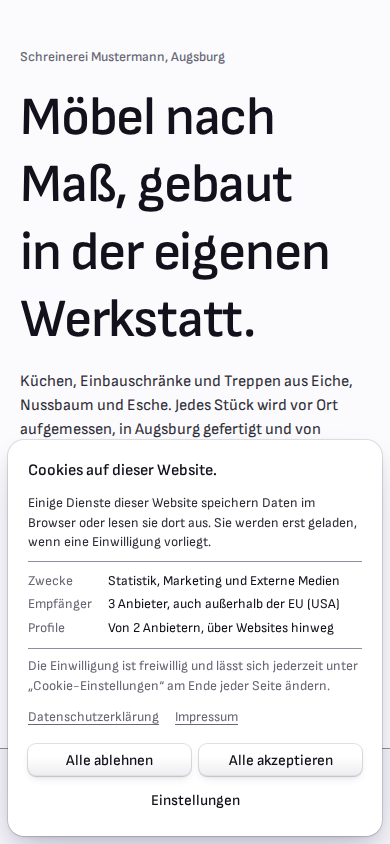 Schreinerei Mustermann, Augsburg
Möbel nach
Maß, gebaut
in der eigenen
Werkstatt.
Küchen, Einbauschränke und Treppen aus Eiche,
Nussbaum und Esche. Jedes Stück wird vor Ort
aufgemessen, in Augsburg gefertigt und von
Cookies auf dieser Website.
Einige Dienste dieser Website speichern Daten im
Browser oder lesen sie dort aus. Sie werden erst geladen,
wenn eine Einwilligung vorliegt.
Zwecke Statistik, Marketing und Externe Medien
Empfänger 3 Anbieter, auch außerhalb der EU (USA)
Profile Von 2 Anbietern, über Websites hinweg
Die Einwilligung ist freiwillig und lässt sich jederzeit unter
„Cookie-Einstellungen“ am Ende jeder Seite ändern.
Datenschutzerklärung Impressum
Alle ablehnen Alle akzeptieren
Einstellungen